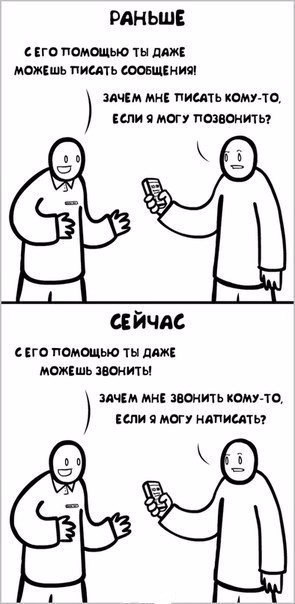 РАНЬШЕ
С ЕГО ПОМОЩЬЮ ТЫ ДАЖЕ
МОЖЕШЬ ПИСАТЬ СООБЩЕНИЯ!
ЗАЧЕМ МНЕ ПИСАТЬ КОМУ-ТО,
ЕСЛИ Я МОГУ ПОЗВОНИТЬ?
СЕЙЧАС
С ЕГО ПОМОЩЬЮ ТЫ ДАЖЕ
МОЖЕШЬ ЗВОНИТЬ!
ЗАЧЕМ МНЕ ЗВОНИТЬ КОМУ-ТО,
ЕСЛИ Я МОГУ НАПИСАТЬ?